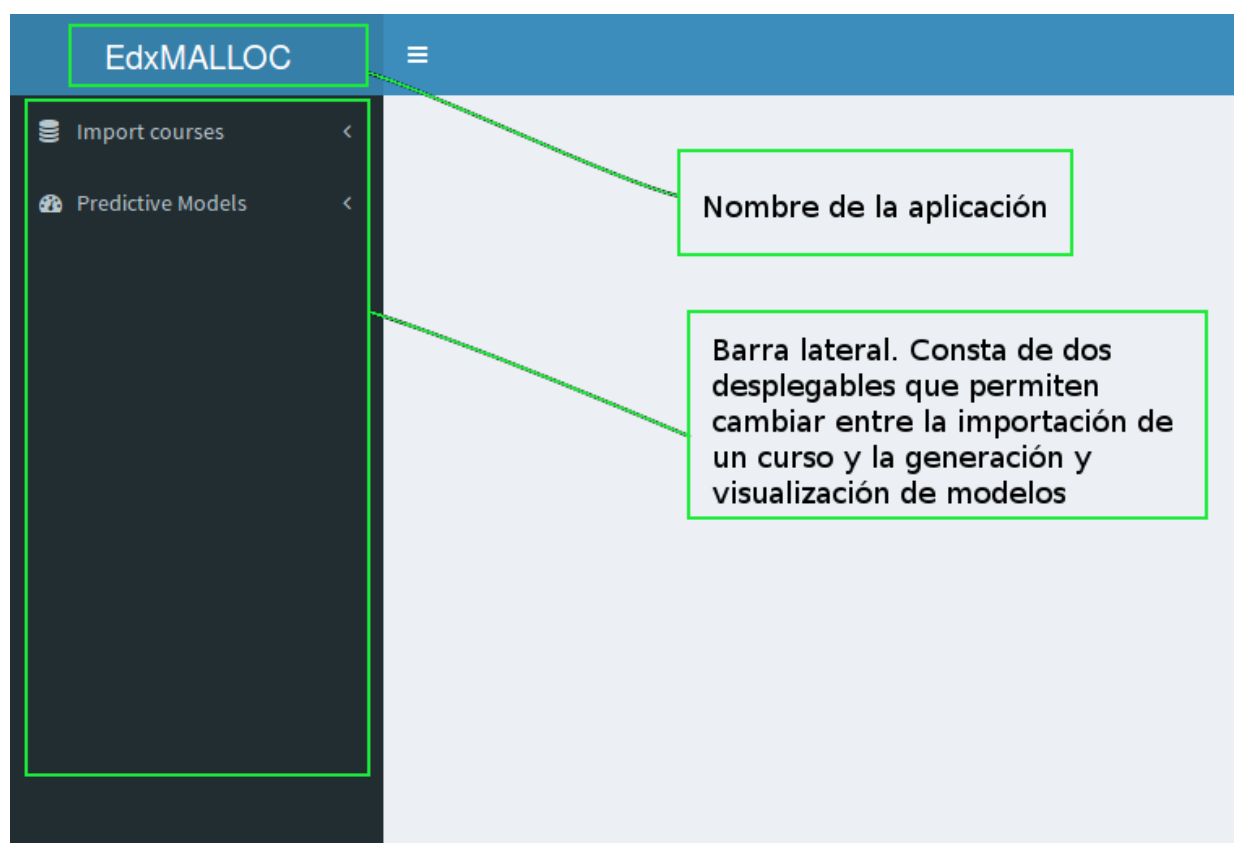 EdxMALLOC
Import courses
Predictive Models
Nombre de la aplicación
Barra lateral. Consta de dos
desplegables que permiten
cambiar entre la importación de
un curso y la generación y
visualización de modelos